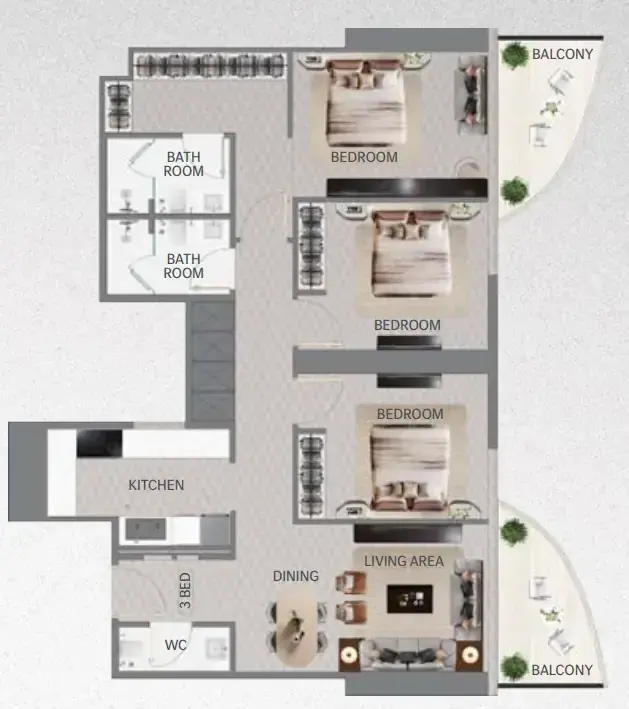 BALCONY
BATH
ROOM
BEDROOM
BATH
ROOM
BEDROOM
BEDROOM
KITCHEN
LIVING AREA
DINING
3 BED
WC
BALCONY